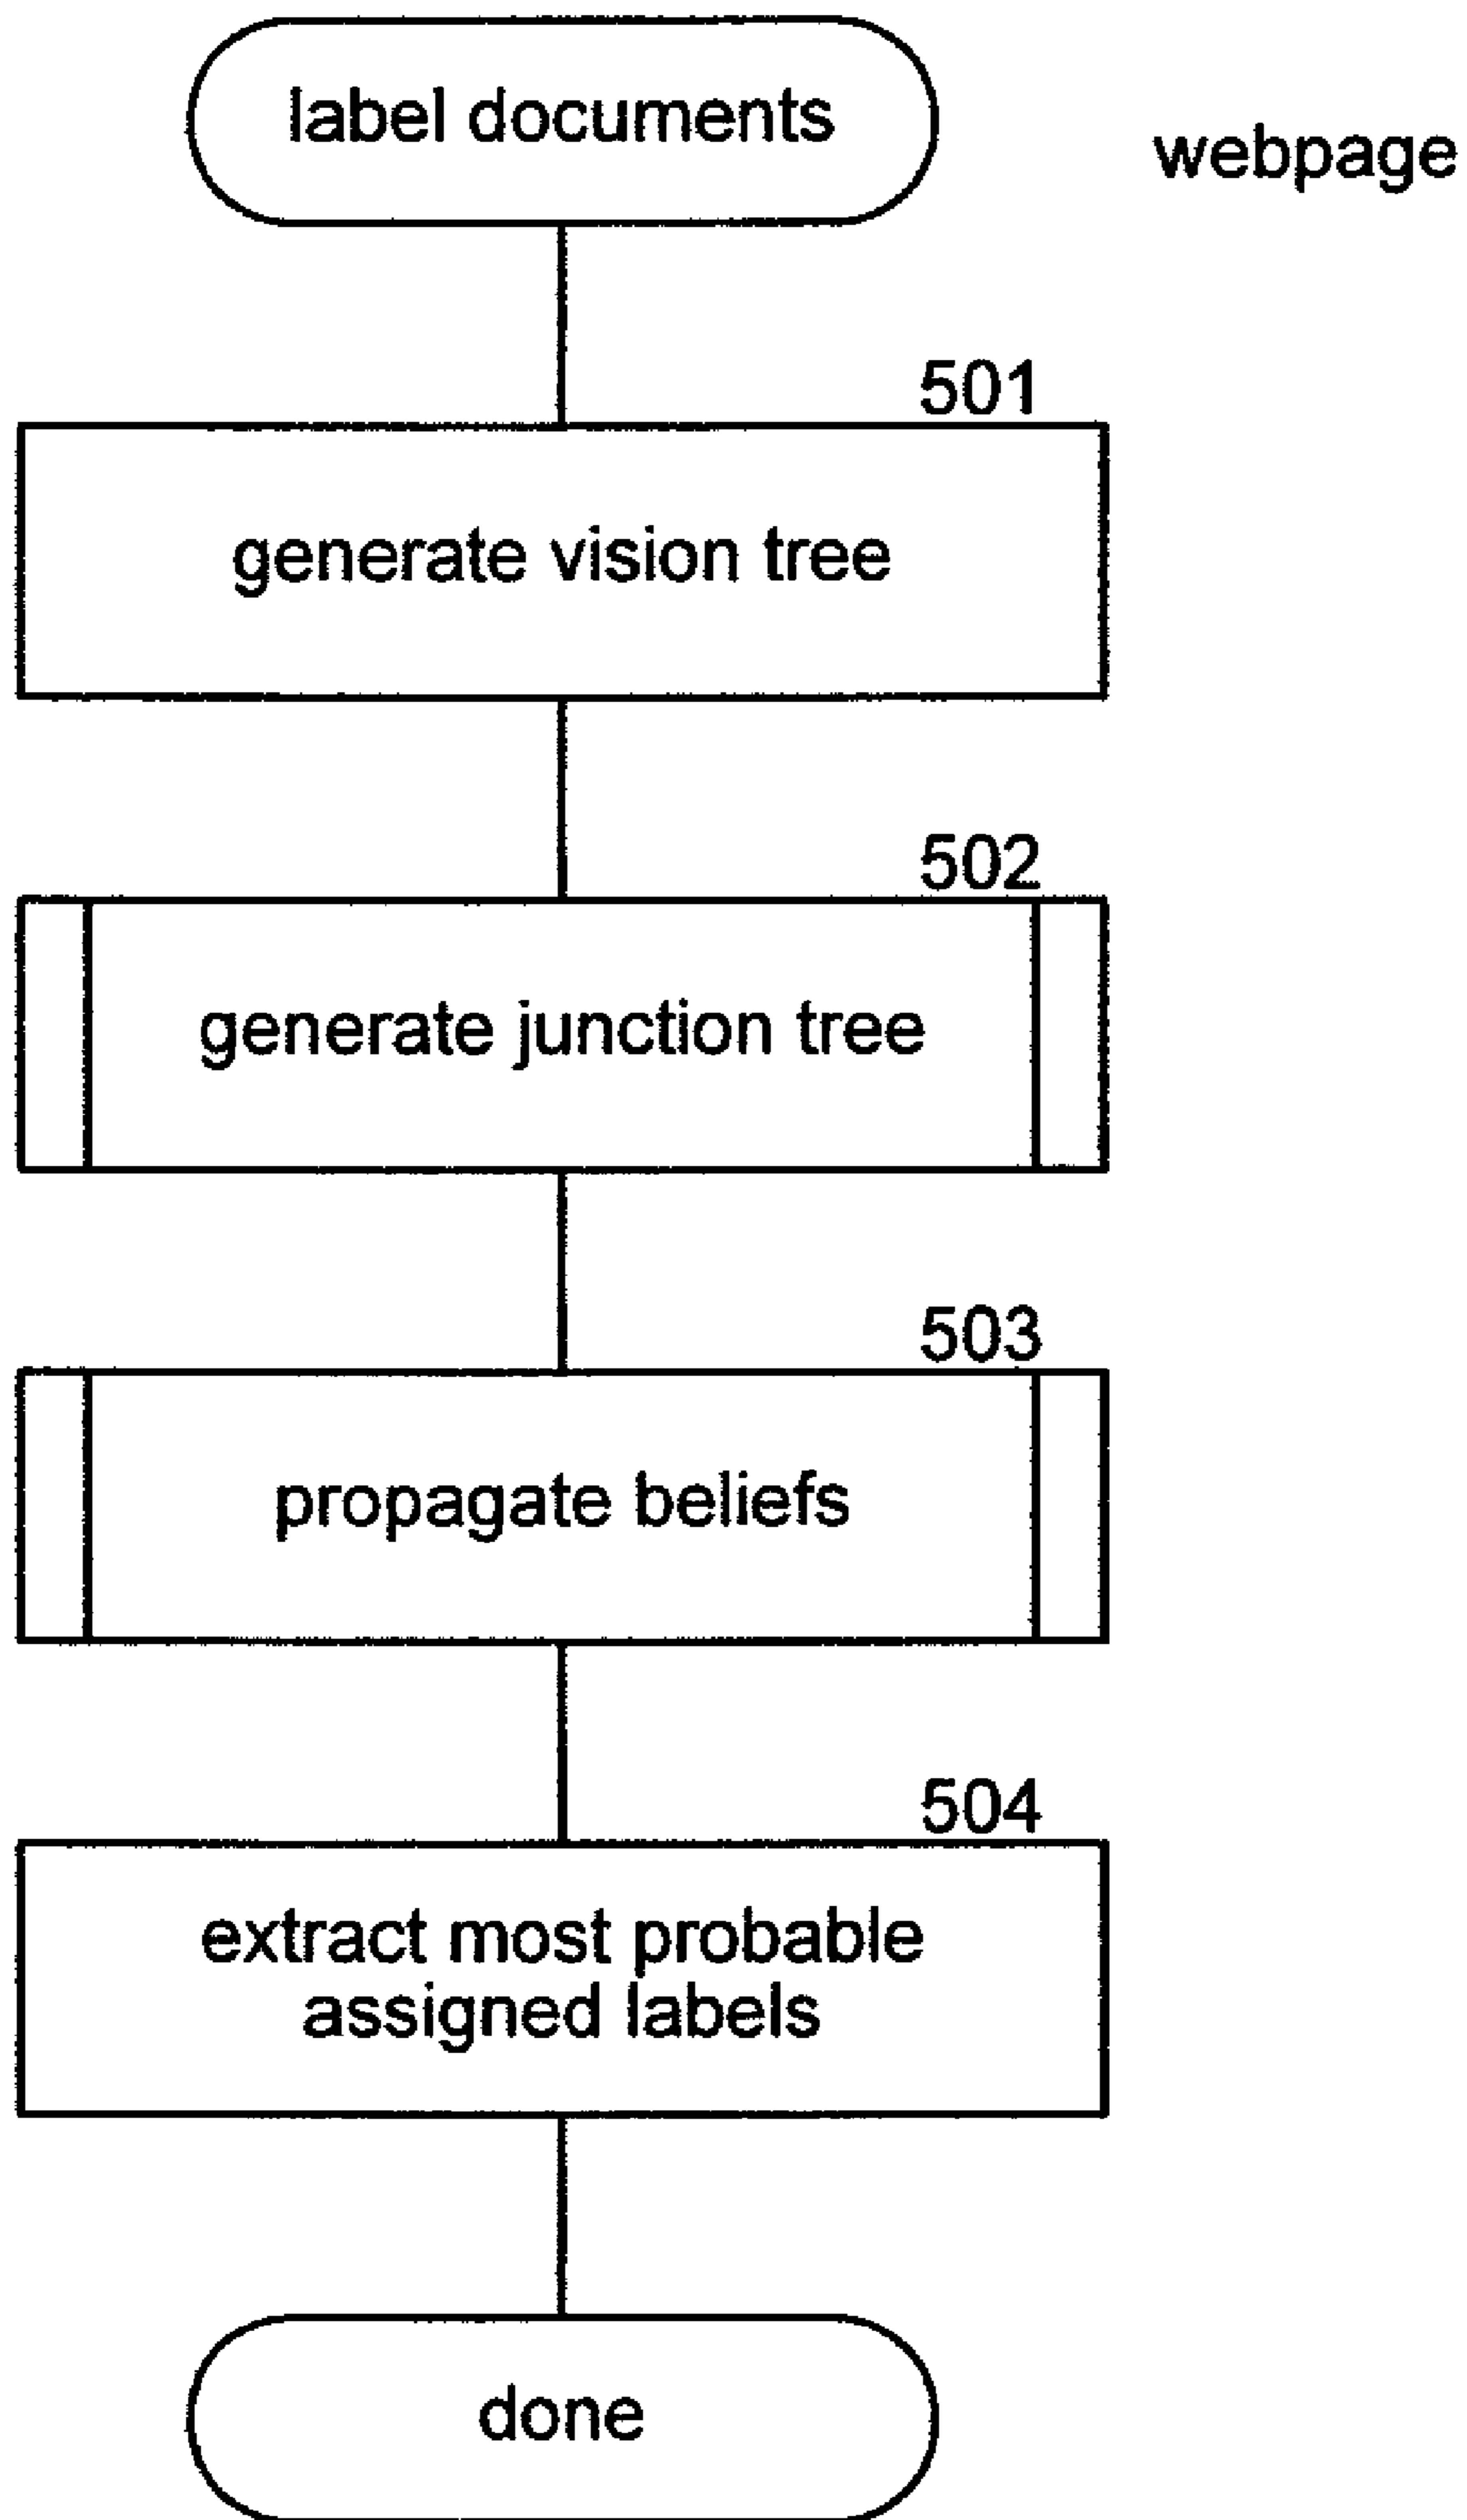 label documents
webpage
501
generate vision tree
502
generate junction tree
503
propagate beliefs
504
extract most probable
assigned labels
done